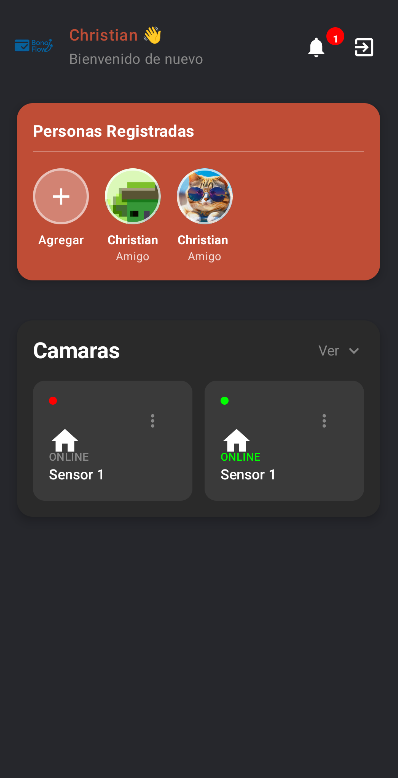 Christian 👋
Bienvenido de nuevo
1
Personas Registradas
Agregar
Christian
Amigo
Christian
Amigo
Camaras
Ver
ONLINE
Sensor 1
ONLINE
Sensor 1